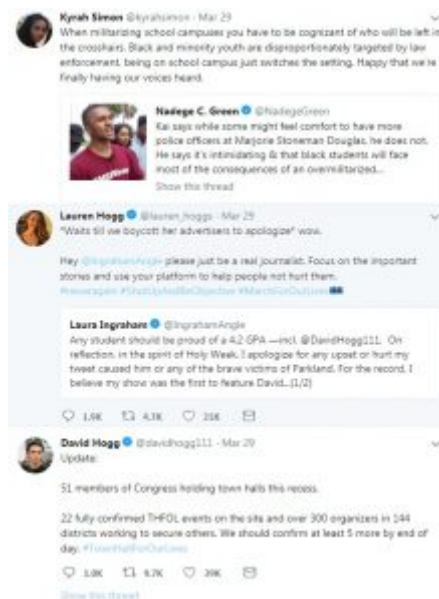 Kyrah Simon @kyrahsimon · Mar 29
When militarizing school campuses you have to be cognizant of who will be left in
the crosshairs. Black and minority youth are disproportionately targeted by law
enforcement, being on school campus just switches the setting. Happy that we're
finally having our voices heard.
Nadege C. Green @NadegeGreen
Kai says while some might feel comfort to have more
police officers at Marjorie Stoneman Douglas, he does not.
He says it's intimidating & that black students will face
most of the consequences of an overmilitarized...
Show this thread
Lauren Hogg @lauren_hoggs · Mar 29
"Waits till we boycott her advertisers to apologize" wow.
Hey @IngrahamAngle please just be a real journalist. Focus on the important
stories and use your platform to help people not hurt them.
#neveragain #ShutUpAndBeObjective #MarchForOurLives
Laura Ingraham @IngrahamAngle
Any student should be proud of a 4.2 GPA —incl. @DavidHogg111. On
reflection, in the spirit of Holy Week, I apologize for any upset or hurt my
tweet caused him or any of the brave victims of Parkland. For the record, I
believe my show was the first to feature David...(1/2)
1.9K 4.7K 21K
David Hogg @davidhogg111 · Mar 29
Update:
51 members of Congress holding town halls this recess.
22 fully confirmed THFOL events on the site and over 300 organizers in 144
districts working to secure others. We should confirm at least 5 more by end of
day. #TownHallForOurLives
1.0K 9.7K 39K
Show this thread